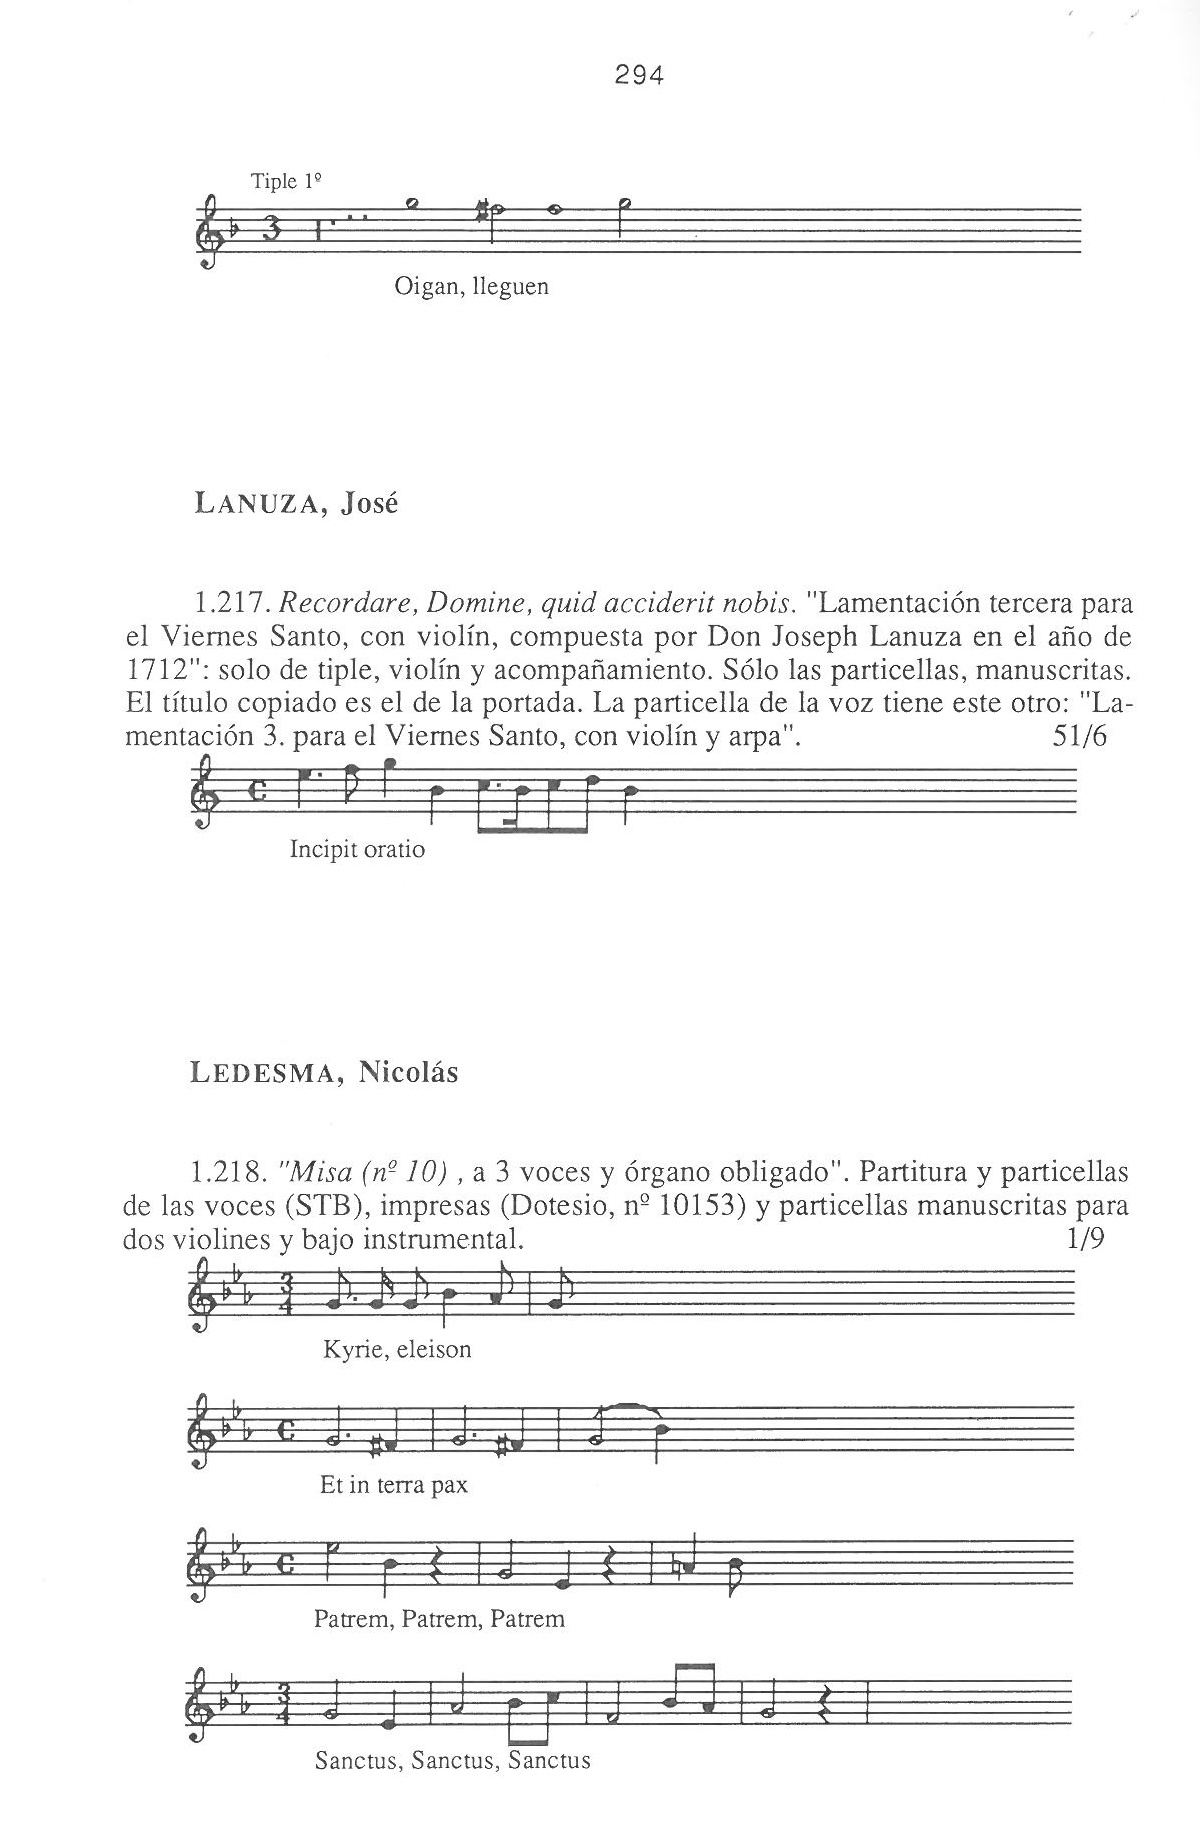 294
Tiple 1º
Oigan, lleguen
LANUZA, José
1.217. Recordare, Domine, quid acciderit nobis. "Lamentación tercera para
el Viernes Santo, con violín, compuesta por Don Joseph Lanuza en el año de
1712": solo de tiple, violín y acompañamiento. Sólo las particellas, manuscritas.
El título copiado es el de la portada. La particella de la voz tiene este otro: "La-
mentación 3. para el Viernes Santo, con violín y arpa". 51/6
Incipit oratio
LEDESMA, Nicolás
1.218. "Misa (nº 10) , a 3 voces y órgano obligado". Partitura y particellas
de las voces (STB), impresas (Dotesio, nº 10153) y particellas manuscritas para
dos violines y bajo instrumental. 1/9
Kyrie, eleison
Et in terra pax
Patrem, Patrem, Patrem
Sanctus, Sanctus, Sanctus